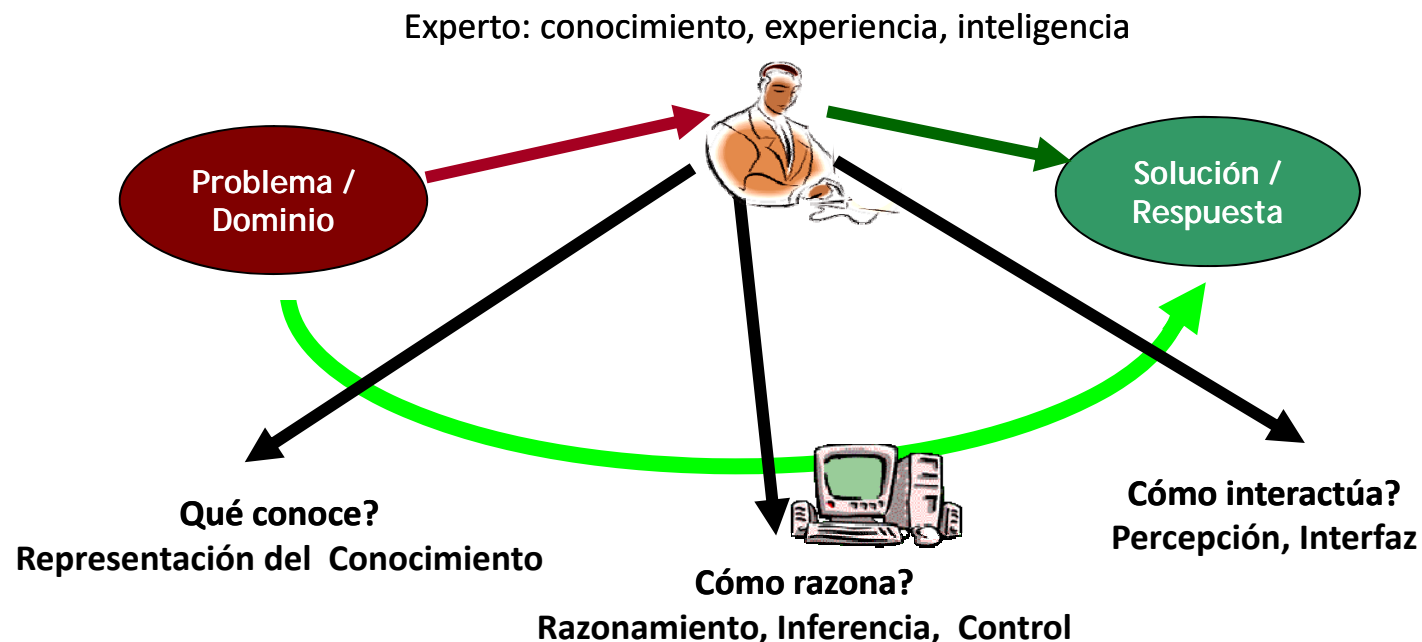 Experto: conocimiento, experiencia, inteligencia
Problema /
Dominio
Solución /
Respuesta
Qué conoce?
Representación del Conocimiento
Cómo razona?
Razonamiento, Inferencia, Control
Cómo interactúa?
Percepción, Interfaz